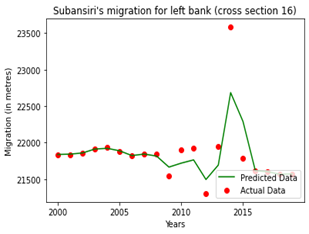 Subansiri's migration for left bank (cross section 16)
Migration (in metres)
23500
23000
22500
22000
21500
2000
2005
2010
2015
Years
Predicted Data
Actual Data